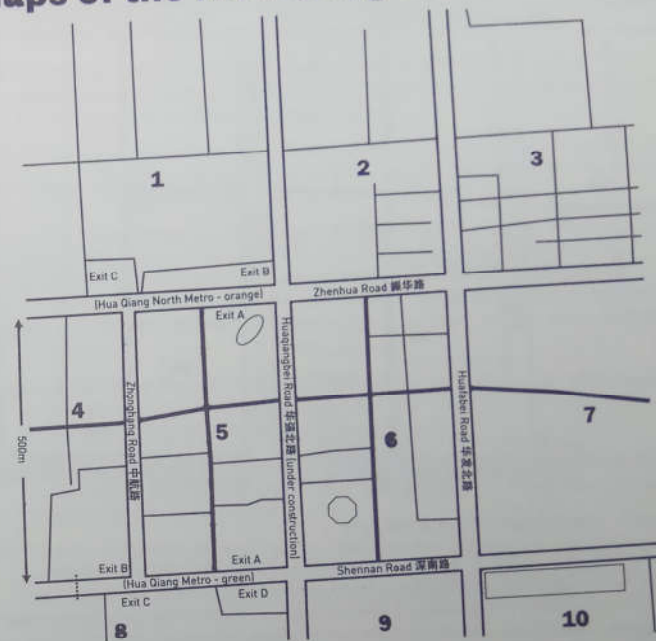 aps of the
1
2
3
Exit C
Exit B
(Hua Qiang North Metro - orange)
Zhenhua Road 振华路
Exit A
4
5
6
7
500m
Zhonghang Road 中航路
Huaqiangbei Road 华强北路 (under construction)
Huafabei Road 华发北路
Exit B
Exit A
(Hua Qiang Metro - green)
Shennan Road 深南路
Exit C
Exit D
8
9
10